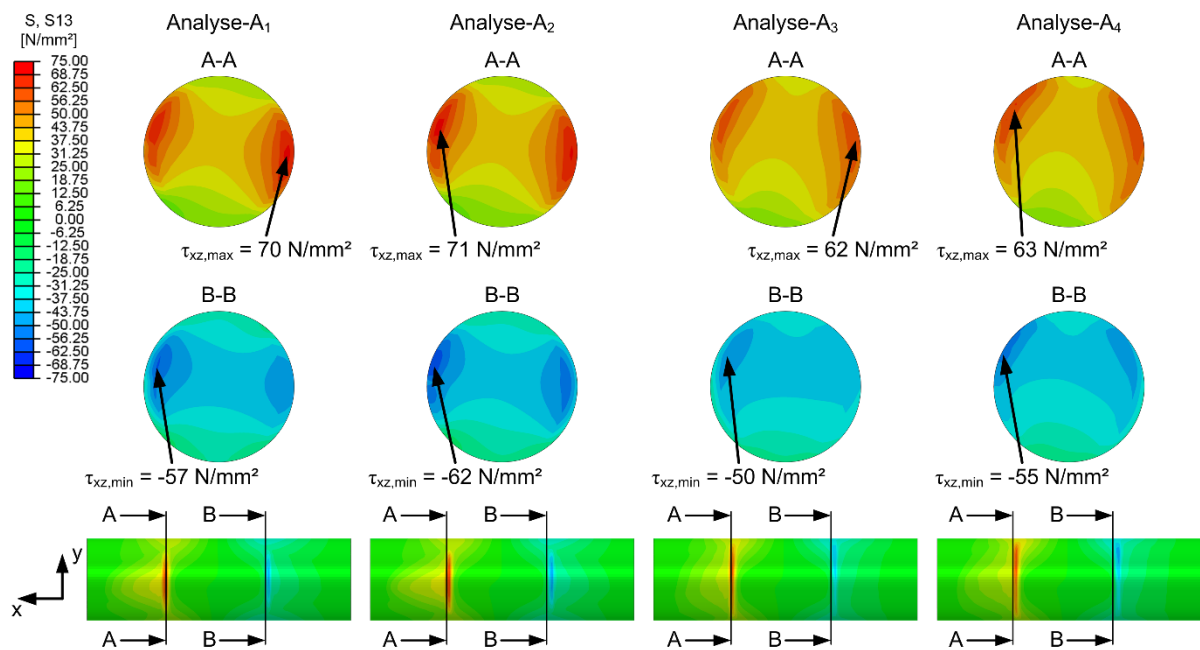 S, S13
[N/mm²]
75.00
68.75
62.50
56.25
50.00
43.75
37.50
31.25
25.00
18.75
12.50
6.25
0.00
-6.25
-12.50
-18.75
-25.00
-31.25
-37.50
-43.75
-50.00
-56.25
-62.50
-68.75
-75.00
Analyse-A₁ Analyse-A₂ Analyse-A₃ Analyse-A₄
A-A A-A A-A A-A
τxz,max = 70 N/mm² τxz,max = 71 N/mm² τxz,max = 62 N/mm² τxz,max = 63 N/mm²
B-B B-B B-B B-B
τxz,min = -57 N/mm² τxz,min = -62 N/mm² τxz,min = -50 N/mm² τxz,min = -55 N/mm²
A B A B A B A B
y
x
A B A B A B A B